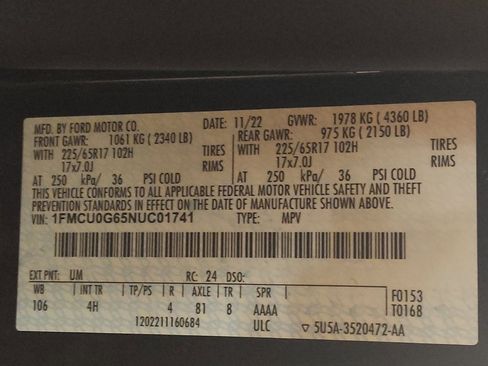 MFD. BY FORD MOTOR CO. DATE: 11/22 GVWR: 1978 KG ( 4360 LB)
FRONT GAWR: 1061 KG ( 2340 LB) REAR GAWR: 975 KG ( 2150 LB)
WITH 225/65R17 102H TIRES WITH 225/65R17 102H TIRES
17x7.0J RIMS 17x7.0J RIMS
AT 250 kPa/ 36 PSI COLD AT 250 kPa/ 36 PSI COLD
THIS VEHICLE CONFORMS TO ALL APPLICABLE FEDERAL MOTOR VEHICLE SAFETY AND THEFT
PREVENTION STANDARDS IN EFFECT ON THE DATE OF MANUFACTURE SHOWN ABOVE.
VIN: 1FMCU0G65NUC01741 TYPE: MPV
EXT PNT: UM RC: 24 DSO:
WB INT TR TP/PS R AXLE TR SPR F0153
106 4H 4 81 8 AAAA T0168
1202211160684 ULC ▽ 5U5A-3520472-AA